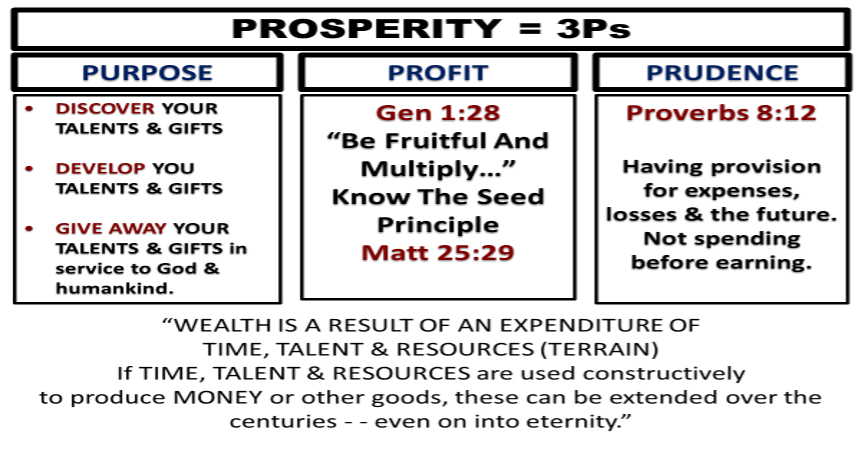 PROSPERITY = 3Ps
PURPOSE
• DISCOVER YOUR
TALENTS & GIFTS
• DEVELOP YOU
TALENTS & GIFTS
• GIVE AWAY YOUR
TALENTS & GIFTS in
service to God &
humankind.
PROFIT
Gen 1:28
“Be Fruitful And
Multiply...”
Know The Seed
Principle
Matt 25:29
PRUDENCE
Proverbs 8:12
Having provision
for expenses,
losses & the future.
Not spending
before earning.
“WEALTH IS A RESULT OF AN EXPENDITURE OF
TIME, TALENT & RESOURCES (TERRAIN)
If TIME, TALENT & RESOURCES are used constructively
to produce MONEY or other goods, these can be extended over the
centuries - - even on into eternity.”